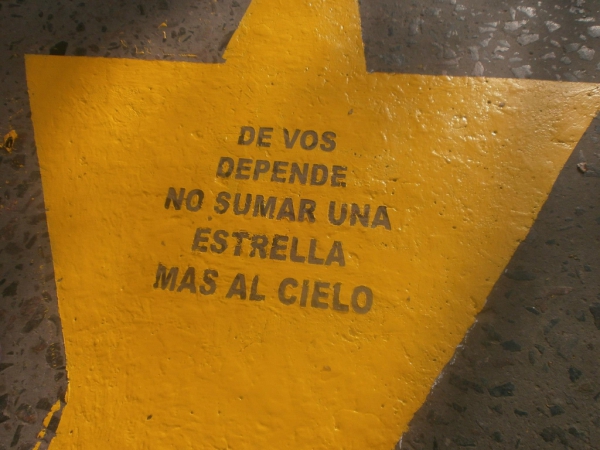 DE VOS
DEPENDE
NO SUMAR UNA
ESTRELLA
MAS AL CIELO